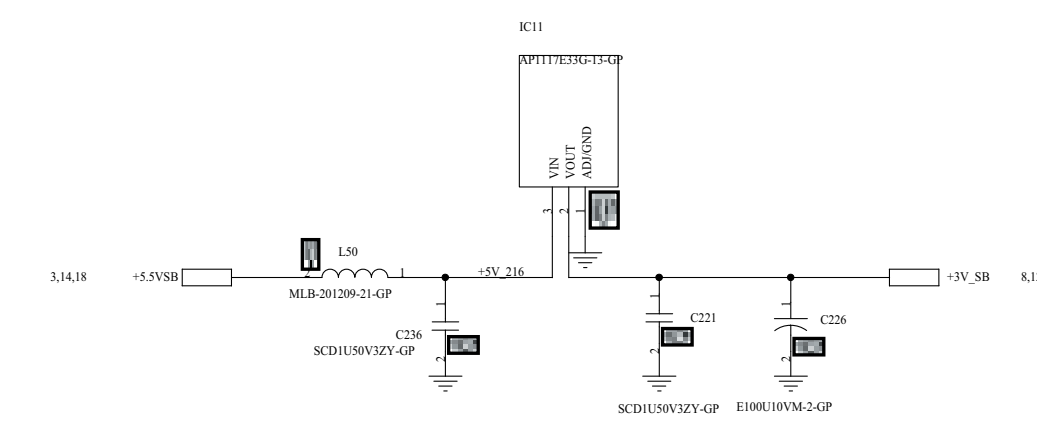 IC11
AP1117E33G-13-GP
VIN
VOUT
ADJ/GND
3
2
1
3,14,18
+5.5VSB
2
L50
1
+5V_216
+3V_SB
MLB-201209-21-GP
1
C236
2
SCD1U50V3ZY-GP
1
C221
2
SCD1U50V3ZY-GP
1
C226
2
E100U10VM-2-GP